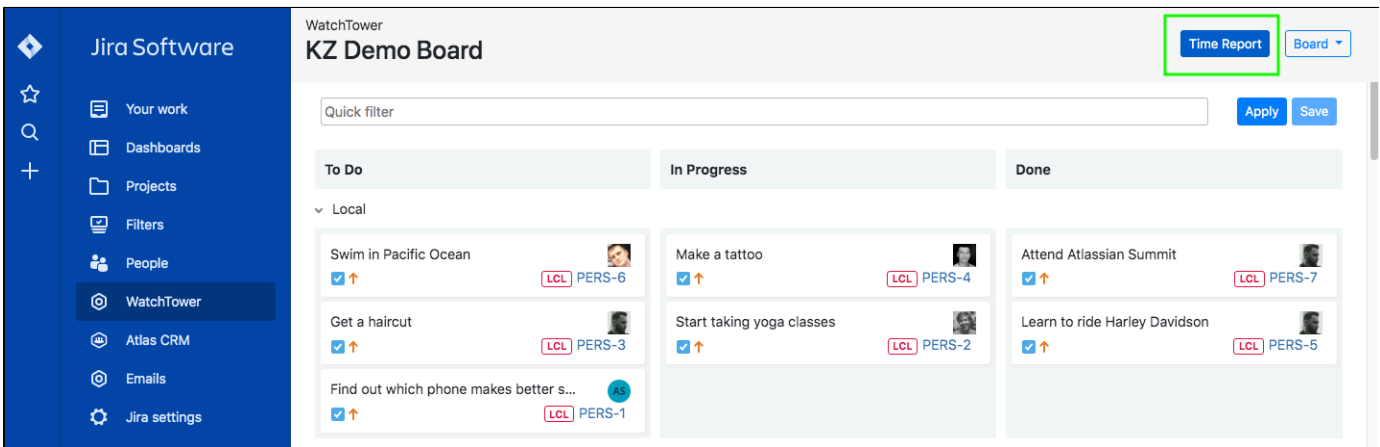 Jira Software
Your work
Dashboards
Projects
Filters
People
WatchTower
Atlas CRM
Emails
Jira settings
WatchTower
KZ Demo Board
Time Report
Board
Quick filter
Apply
Save
To Do
In Progress
Done
Local
Swim in Pacific Ocean
LCL PERS-6
Make a tattoo
LCL PERS-4
Attend Atlassian Summit
LCL PERS-7
Get a haircut
LCL PERS-3
Start taking yoga classes
LCL PERS-2
Learn to ride Harley Davidson
LCL PERS-5
Find out which phone makes better s...
AS
LCL PERS-1